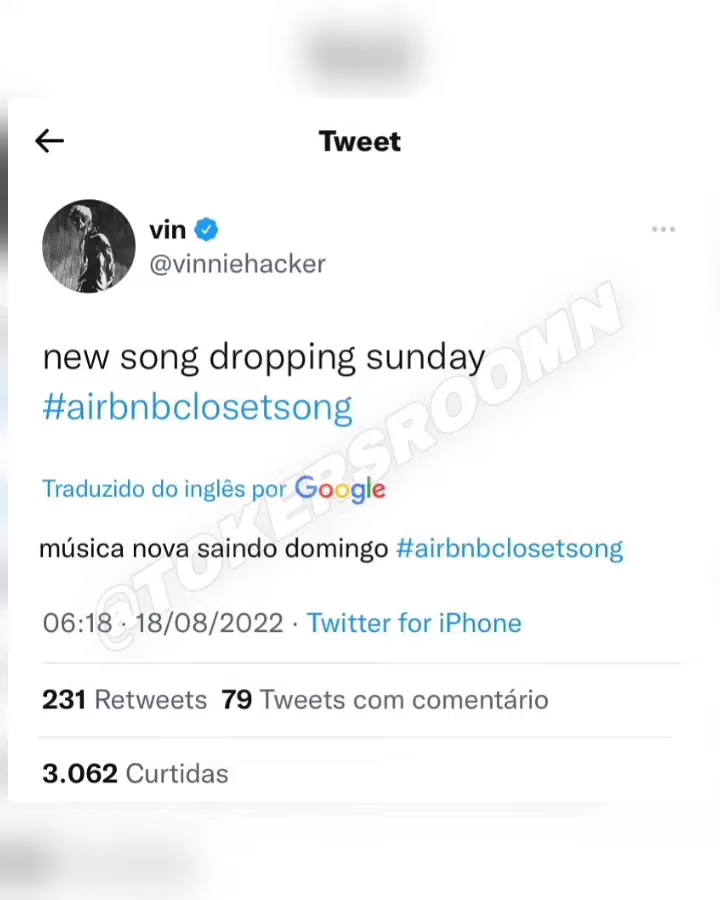 Tweet
vin
@vinniehacker
new song dropping sunday
#airbnbclosetsong
Traduzido do inglês por Google
música nova saindo domingo #airbnbclosetsong
06:18 · 18/08/2022 · Twitter for iPhone
231 Retweets 79 Tweets com comentário
3.062 Curtidas
@TOKERSROOMN